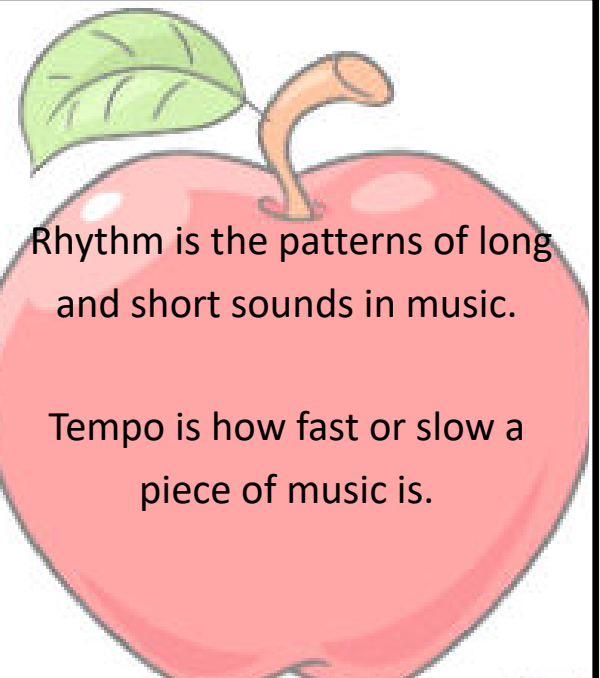 Rhythm is the patterns of long
and short sounds in music.
Tempo is how fast or slow a
piece of music is.